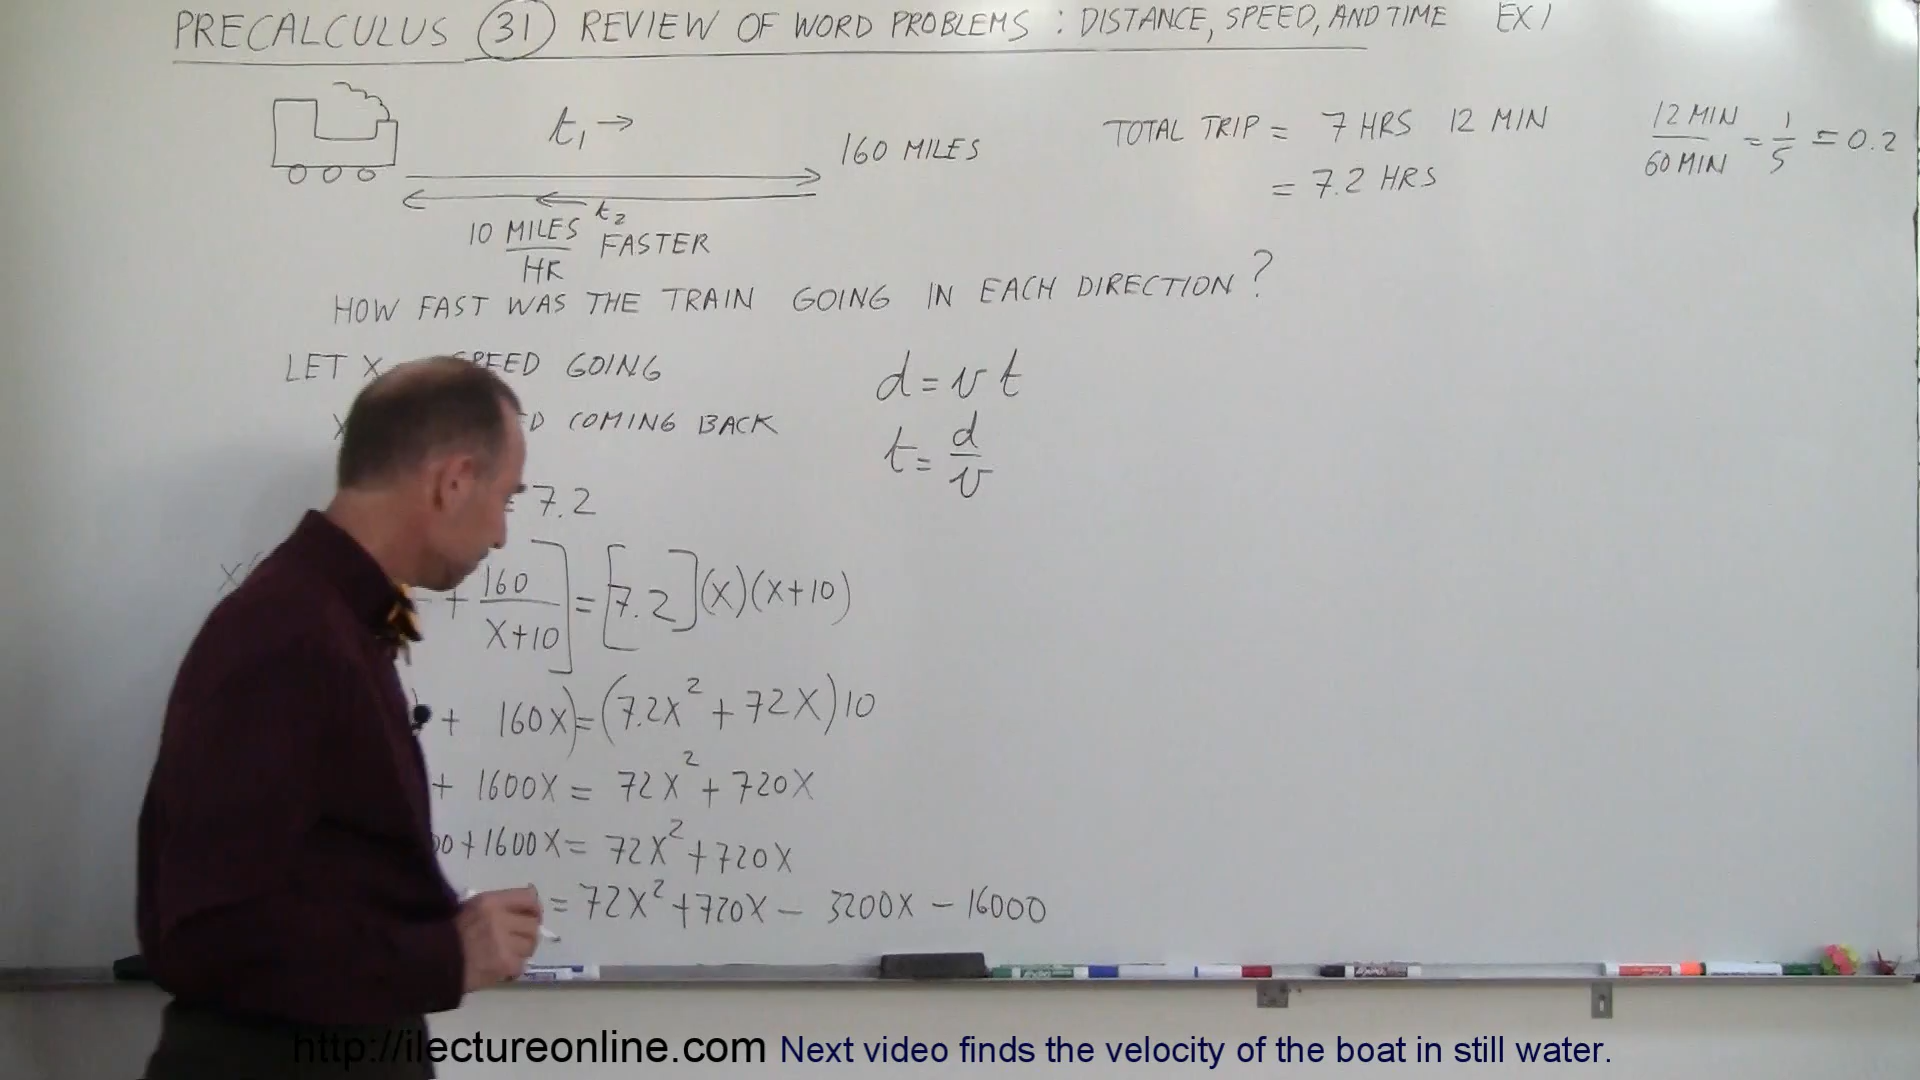 PRECALCULUS 31 REVIEW OF WORD PROBLEMS : DISTANCE, SPEED, AND TIME EX 1
t₁ →
160 MILES
TOTAL TRIP = 7 HRS 12 MIN
= 7.2 HRS
12 MIN / 60 MIN = 1/5 = 0.2
t₂
10 MILES/HR FASTER
HOW FAST WAS THE TRAIN GOING IN EACH DIRECTION?
LET X SPEED GOING
X COMING BACK
d = v t
t = d/v
= 7.2
X + 160/(X+10)] = [7.2](X)(X+10)
+ 160X) = (7.2X² + 72X)10
+ 1600X = 72X² + 720X
00 + 1600X = 72X² + 720X
= 72X² + 720X - 3200X - 16000
http://ilectureonline.com Next video finds the velocity of the boat in still water.